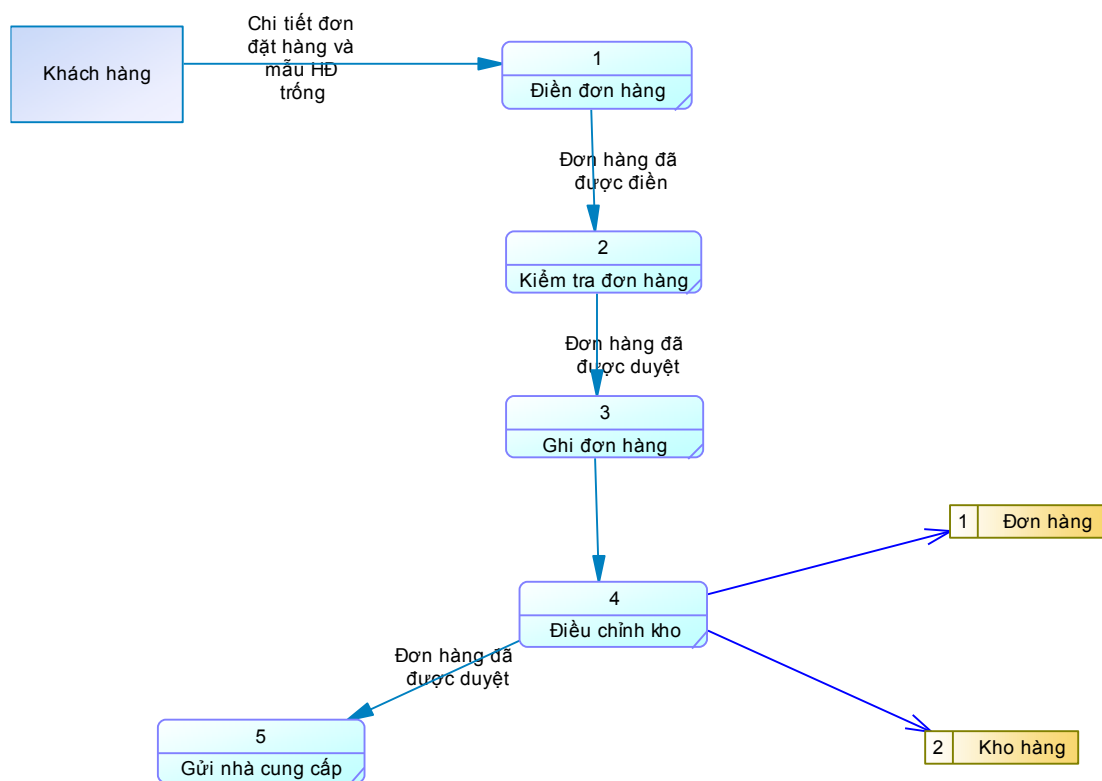 Chi tiết đơn
đặt hàng và
mẫu HĐ
trống
Khách hàng
1
Điền đơn hàng
Đơn hàng đã
được điền
2
Kiểm tra đơn hàng
Đơn hàng đã
được duyệt
3
Ghi đơn hàng
1 Đơn hàng
4
Điều chỉnh kho
Đơn hàng đã
được duyệt
5
Gửi nhà cung cấp
2 Kho hàng